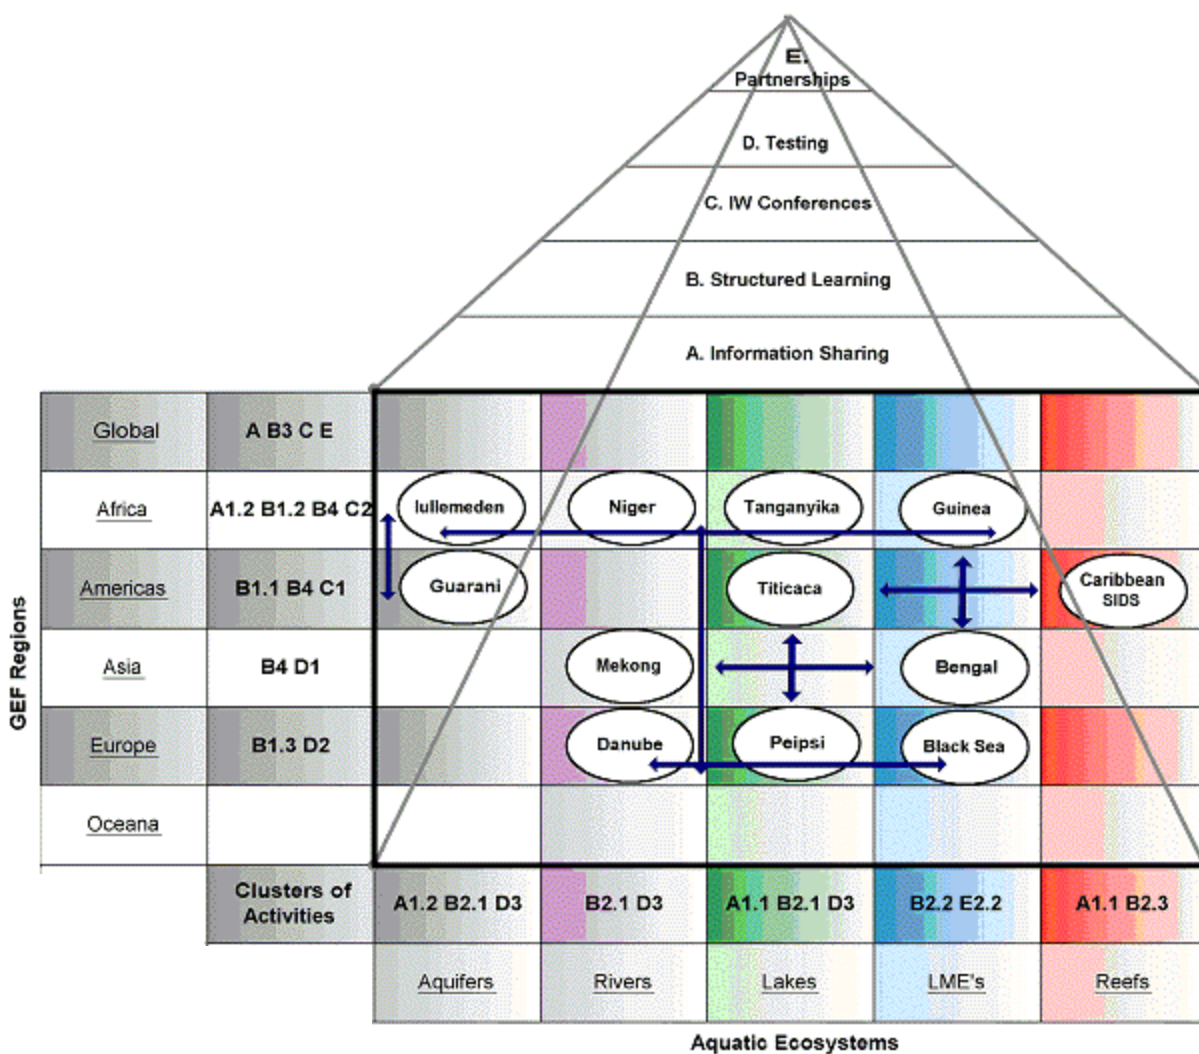 E.
Partnerships
D. Testing
C. IW Conferences
B. Structured Learning
A. Information Sharing
Global
A B3 C E
Africa
A1.2 B1.2 B4 C2
Iullemeden
Niger
Tanganyika
Guinea
Americas
B1.1 B4 C1
Guarani
Titicaca
Caribbean
SIDS
Asia
B4 D1
Mekong
Bengal
Europe
B1.3 D2
Danube
Peipsi
Black Sea
Oceana
GEF Regions
Clusters of
Activities
A1.2 B2.1 D3
B2.1 D3
A1.1 B2.1 D3
B2.2 E2.2
A1.1 B2.3
Aquifers
Rivers
Lakes
LME's
Reefs
Aquatic Ecosystems